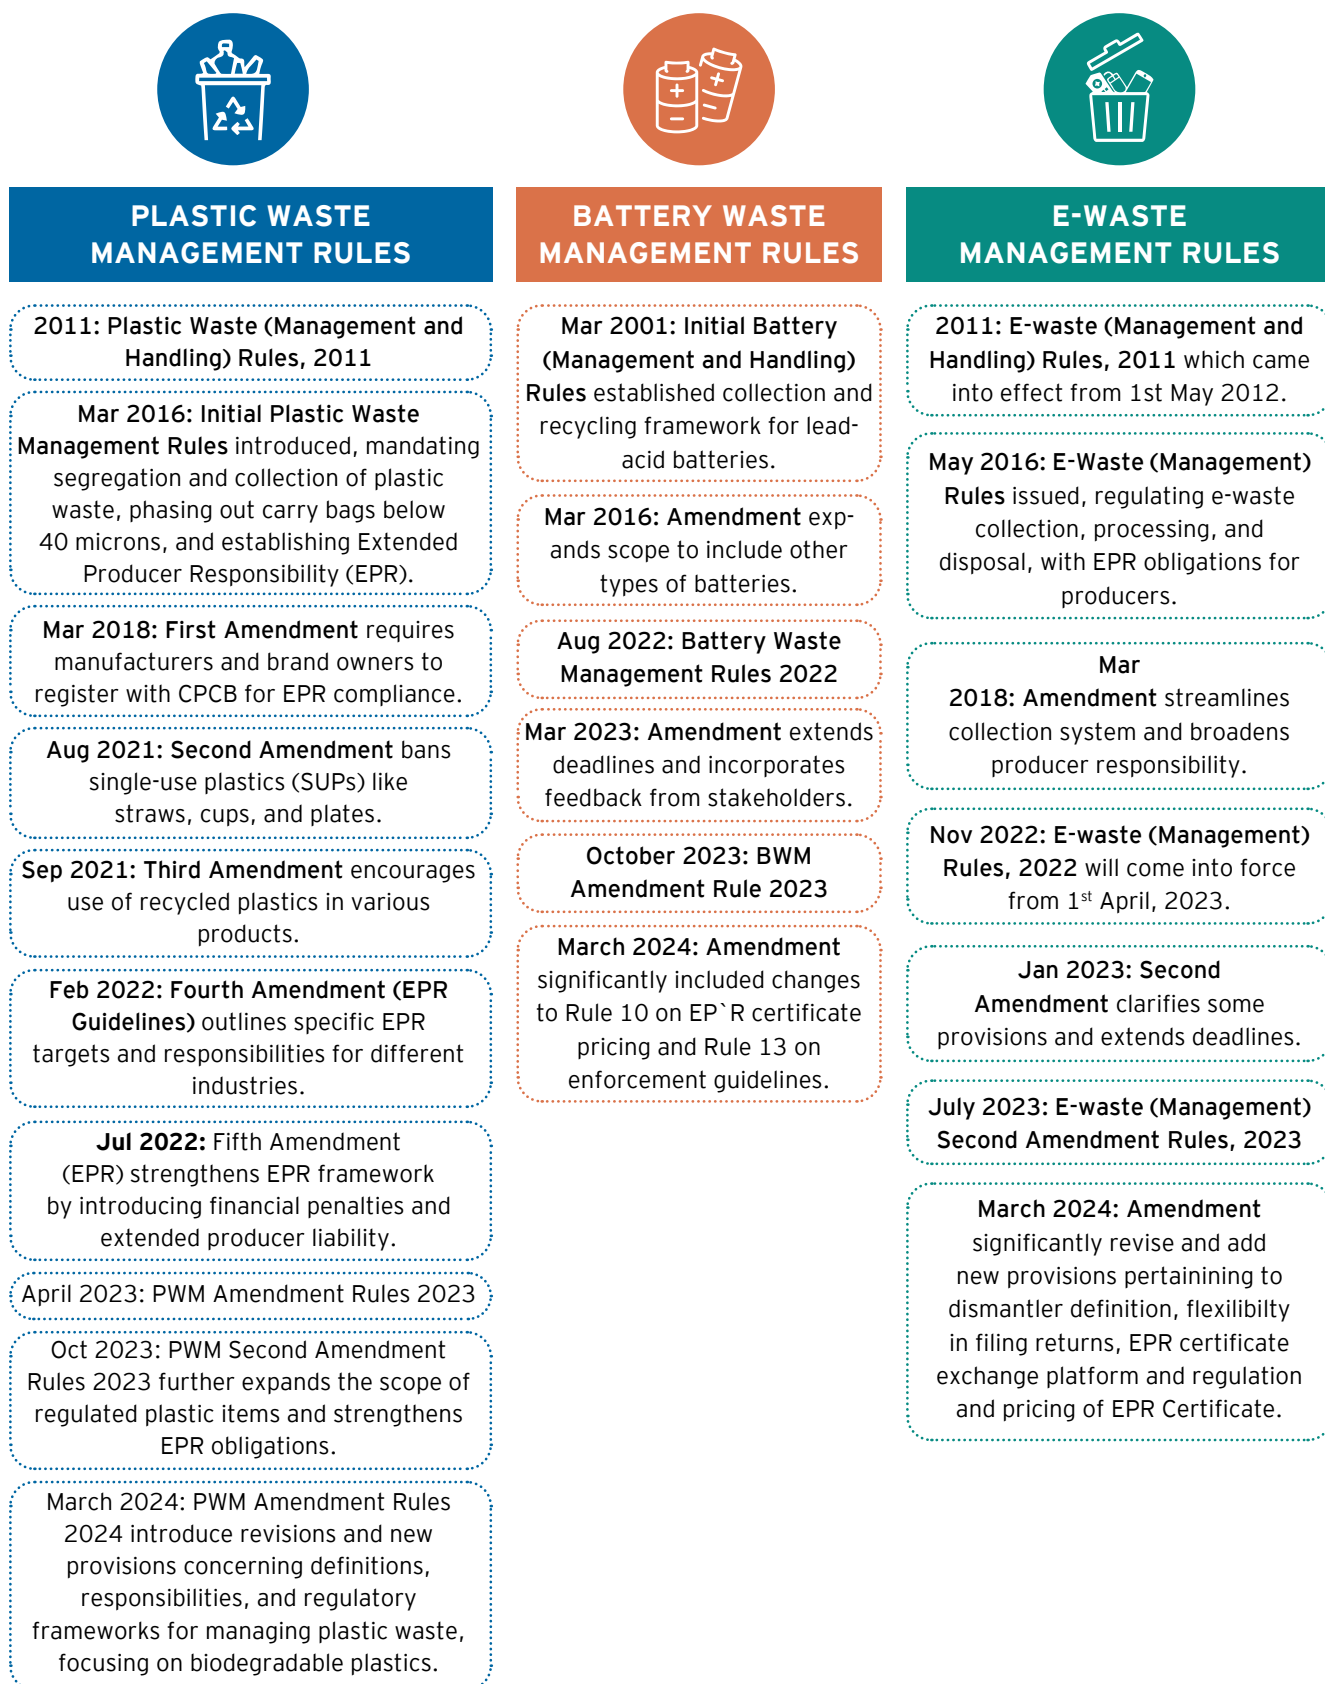 PLASTIC WASTE
MANAGEMENT RULES
2011: Plastic Waste (Management and
Handling) Rules, 2011
Mar 2016: Initial Plastic Waste
Management Rules introduced, mandating
segregation and collection of plastic
waste, phasing out carry bags below
40 microns, and establishing Extended
Producer Responsibility (EPR).
Mar 2018: First Amendment requires
manufacturers and brand owners to
register with CPCB for EPR compliance.
Aug 2021: Second Amendment bans
single-use plastics (SUPs) like
straws, cups, and plates.
Sep 2021: Third Amendment encourages
use of recycled plastics in various
products.
Feb 2022: Fourth Amendment (EPR
Guidelines) outlines specific EPR
targets and responsibilities for different
industries.
Jul 2022: Fifth Amendment
(EPR) strengthens EPR framework
by introducing financial penalties and
extended producer liability.
April 2023: PWM Amendment Rules 2023
Oct 2023: PWM Second Amendment
Rules 2023 further expands the scope of
regulated plastic items and strengthens
EPR obligations.
March 2024: PWM Amendment Rules
2024 introduce revisions and new
provisions concerning definitions,
responsibilities, and regulatory
frameworks for managing plastic waste,
focusing on biodegradable plastics.
BATTERY WASTE
MANAGEMENT RULES
Mar 2001: Initial Battery
(Management and Handling)
Rules established collection and
recycling framework for lead-
acid batteries.
Mar 2016: Amendment exp-
ands scope to include other
types of batteries.
Aug 2022: Battery Waste
Management Rules 2022
Mar 2023: Amendment extends
deadlines and incorporates
feedback from stakeholders.
October 2023: BWM
Amendment Rule 2023
March 2024: Amendment
significantly included changes
to Rule 10 on EP`R certificate
pricing and Rule 13 on
enforcement guidelines.
E-WASTE
MANAGEMENT RULES
2011: E-waste (Management and
Handling) Rules, 2011 which came
into effect from 1st May 2012.
May 2016: E-Waste (Management)
Rules issued, regulating e-waste
collection, processing, and
disposal, with EPR obligations for
producers.
Mar
2018: Amendment streamlines
collection system and broadens
producer responsibility.
Nov 2022: E-waste (Management)
Rules, 2022 will come into force
from 1st April, 2023.
Jan 2023: Second
Amendment clarifies some
provisions and extends deadlines.
July 2023: E-waste (Management)
Second Amendment Rules, 2023
March 2024: Amendment
significantly revise and add
new provisions pertainining to
dismantler definition, flexilibilty
in filing returns, EPR certificate
exchange platform and regulation
and pricing of EPR Certificate.